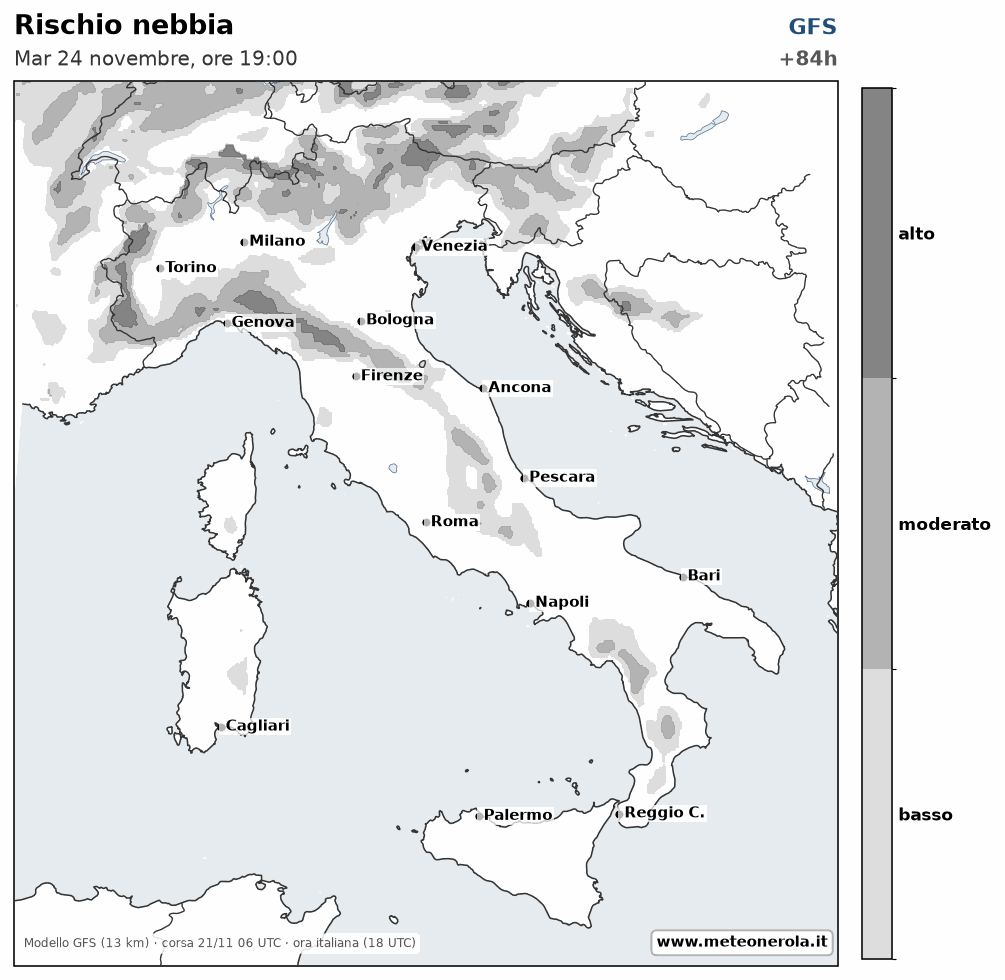 Rischio nebbia
GFS
Mar 24 novembre, ore 19:00
+84h
alto
moderato
basso
Milano
Venezia
Torino
Genova
Bologna
Firenze
Ancona
Pescara
Roma
Bari
Napoli
Cagliari
Palermo
Reggio C.
Modello GFS (13 km) · corsa 21/11 06 UTC · ora italiana (18 UTC)
www.meteonerola.it